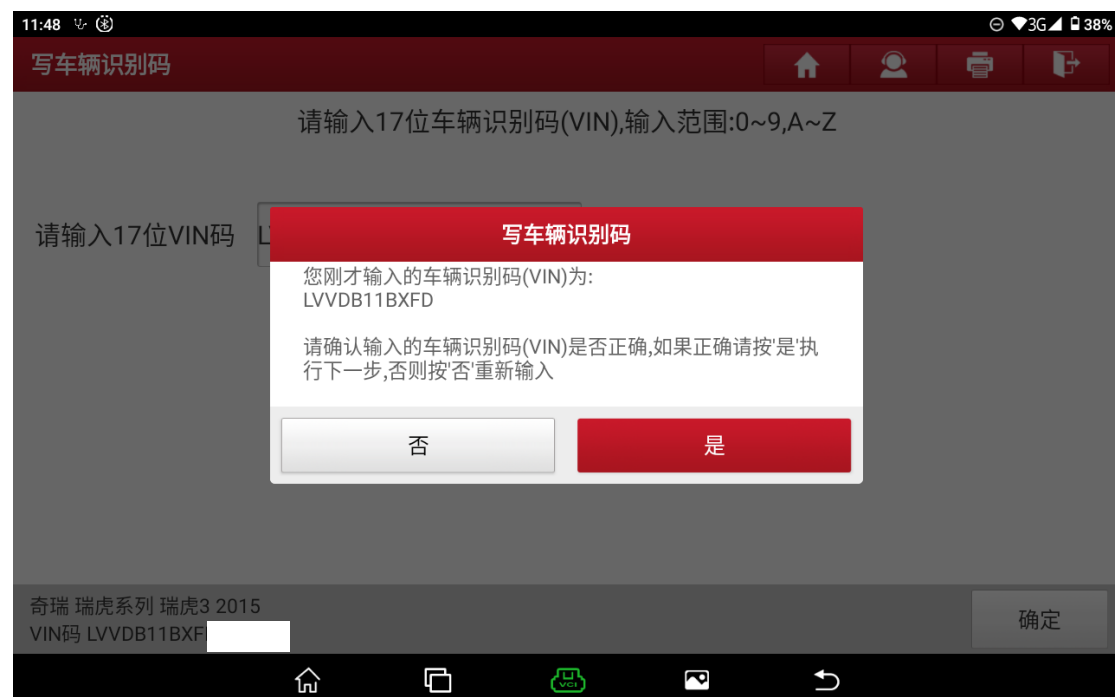 11:48
3G
38%
写车辆识别码
请输入17位车辆识别码(VIN),输入范围:0~9,A~Z
请输入17位VIN码
写车辆识别码
您刚才输入的车辆识别码(VIN)为:
LVVDB11BXFD
请确认输入的车辆识别码(VIN)是否正确,如果正确请按'是'执
行下一步,否则按'否'重新输入
否
是
奇瑞 瑞虎系列 瑞虎3 2015
VIN码 LVVDB11BXF
确定
VCI